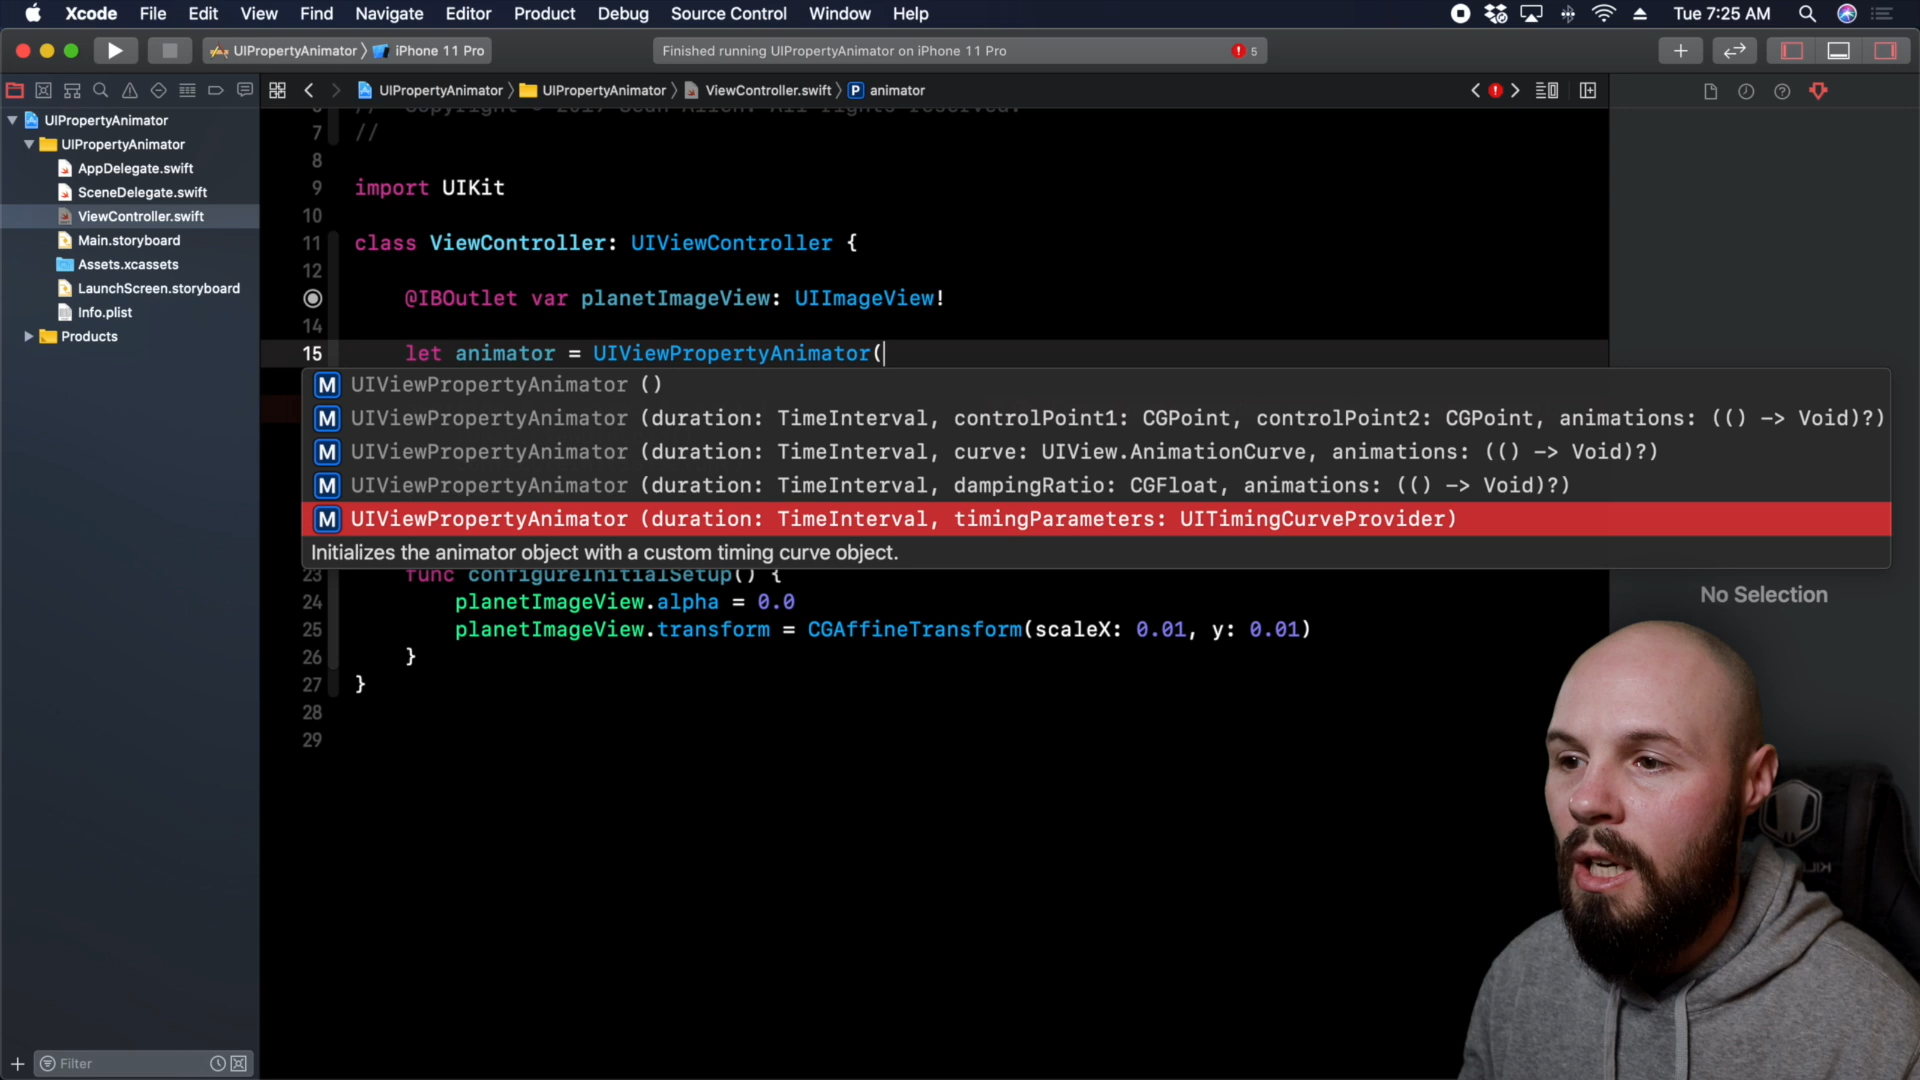 Xcode File Edit View Find Navigate Editor Product Debug Source Control Window Help Tue 7:25 AM
UIPropertyAnimator iPhone 11 Pro Finished running UIPropertyAnimator on iPhone 11 Pro 5
UIPropertyAnimator UIPropertyAnimator ViewController.swift P animator
UIPropertyAnimator
UIPropertyAnimator
AppDelegate.swift
SceneDelegate.swift
ViewController.swift
Main.storyboard
Assets.xcassets
LaunchScreen.storyboard
Info.plist
Products
7 //
8
9 import UIKit
10
11 class ViewController: UIViewController {
12
@IBOutlet var planetImageView: UIImageView!
14
15 let animator = UIViewPropertyAnimator(
M UIViewPropertyAnimator ()
M UIViewPropertyAnimator (duration: TimeInterval, controlPoint1: CGPoint, controlPoint2: CGPoint, animations: (() -> Void)?)
M UIViewPropertyAnimator (duration: TimeInterval, curve: UIView.AnimationCurve, animations: (() -> Void)?)
M UIViewPropertyAnimator (duration: TimeInterval, dampingRatio: CGFloat, animations: (() -> Void)?)
M UIViewPropertyAnimator (duration: TimeInterval, timingParameters: UITimingCurveProvider)
Initializes the animator object with a custom timing curve object.
23 func configureInitialSetup() {
24 planetImageView.alpha = 0.0
25 planetImageView.transform = CGAffineTransform(scaleX: 0.01, y: 0.01)
26 }
27 }
28
29
No Selection
Filter